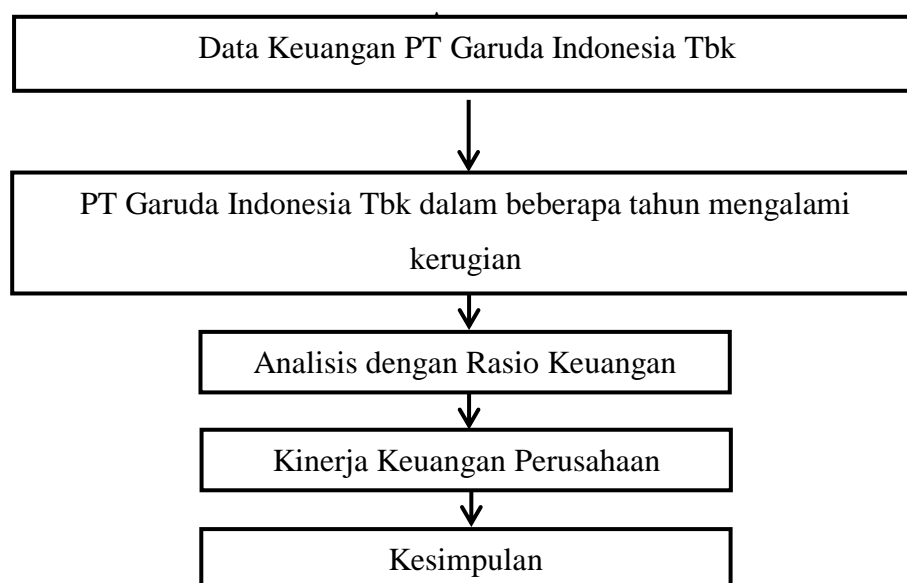 Data Keuangan PT Garuda Indonesia Tbk
PT Garuda Indonesia Tbk dalam beberapa tahun mengalami
kerugian
Analisis dengan Rasio Keuangan
Kinerja Keuangan Perusahaan
Kesimpulan